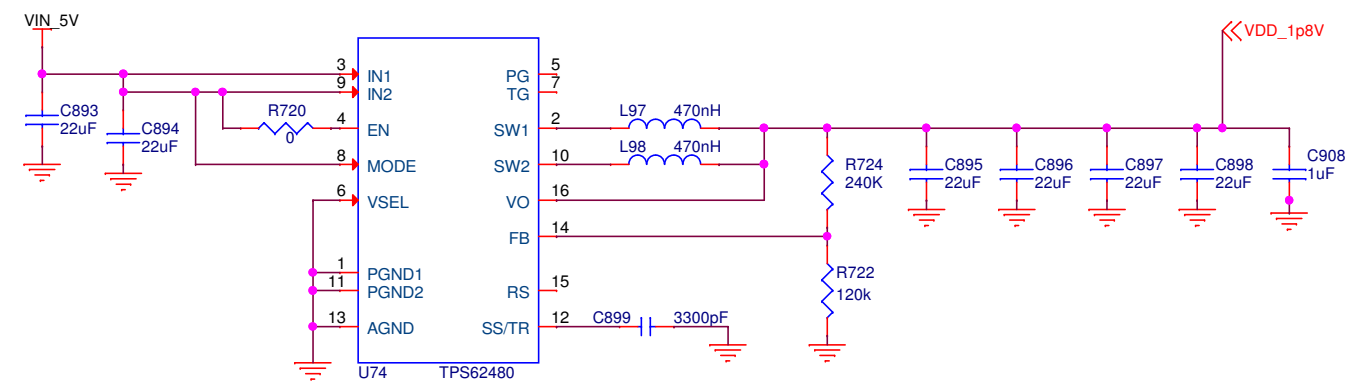 VIN_5V
VDD_1p8V
3 IN1 PG 5
9 IN2 TG 7
C893 22uF
C894 22uF
R720 0
4 EN SW1 2
L97 470nH
8 MODE SW2 10
L98 470nH
6 VSEL VO 16
R724 240K
C895 22uF
C896 22uF
C897 22uF
C898 22uF
C908 1uF
FB 14
1 PGND1
11 PGND2 RS 15
R722 120k
13 AGND SS/TR 12
C899 3300pF
U74 TPS62480